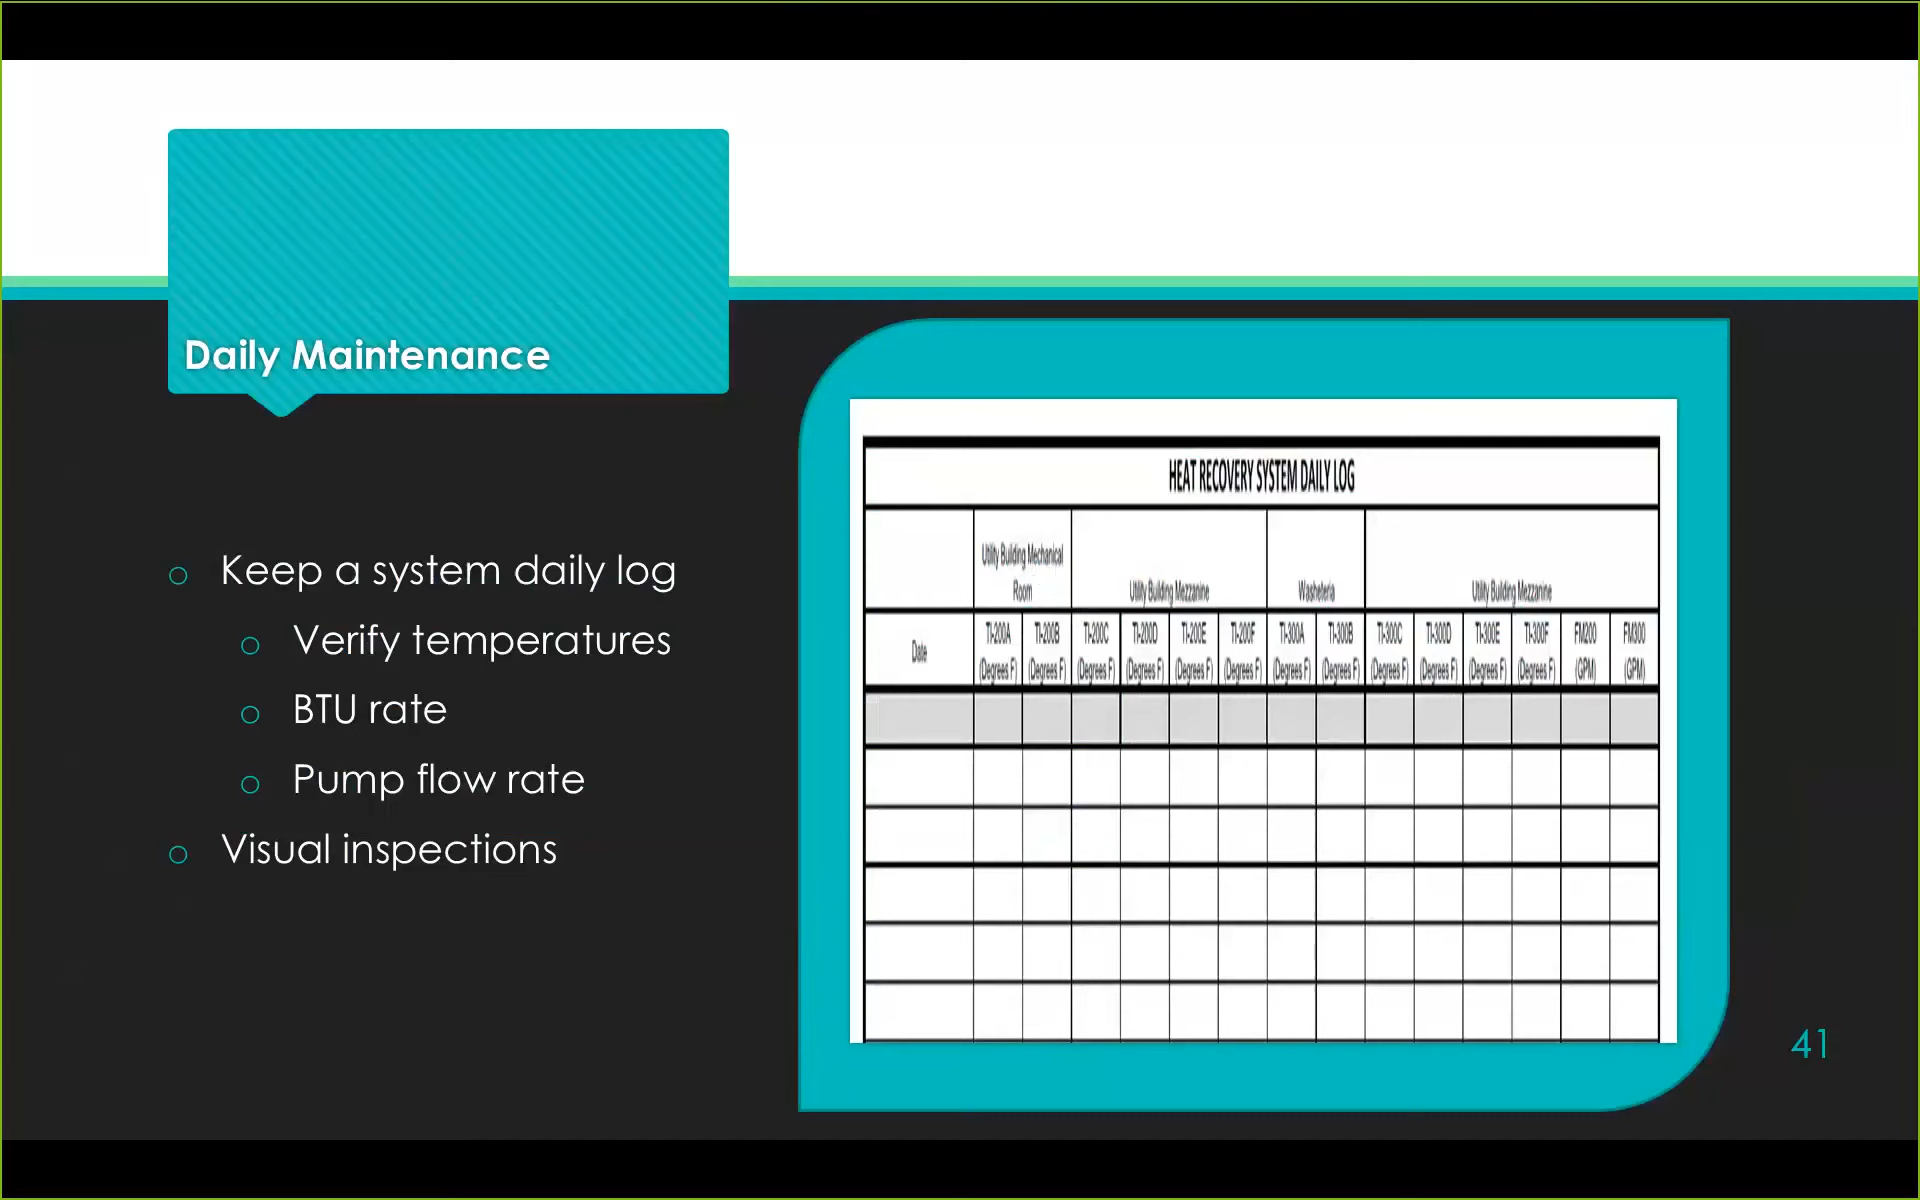 Daily Maintenance
Keep a system daily log
Verify temperatures
BTU rate
Pump flow rate
Visual inspections
HEAT RECOVERY SYSTEM DAILY LOG
Utility Building Mechanical
Room
Utility Building Mezzanine
Washeteria
Utility Building Mezzanine
Date
TI-200A TI-200B TI-200C TI-200D TI-200E TI-200F TI-300A TI-300B TI-300C TI-300D TI-300E TI-300F FM200 FM300
(Degrees F) (Degrees F) (Degrees F) (Degrees F) (Degrees F) (Degrees F) (Degrees F) (Degrees F) (Degrees F) (Degrees F) (Degrees F) (Degrees F) (GPM) (GPM)
41